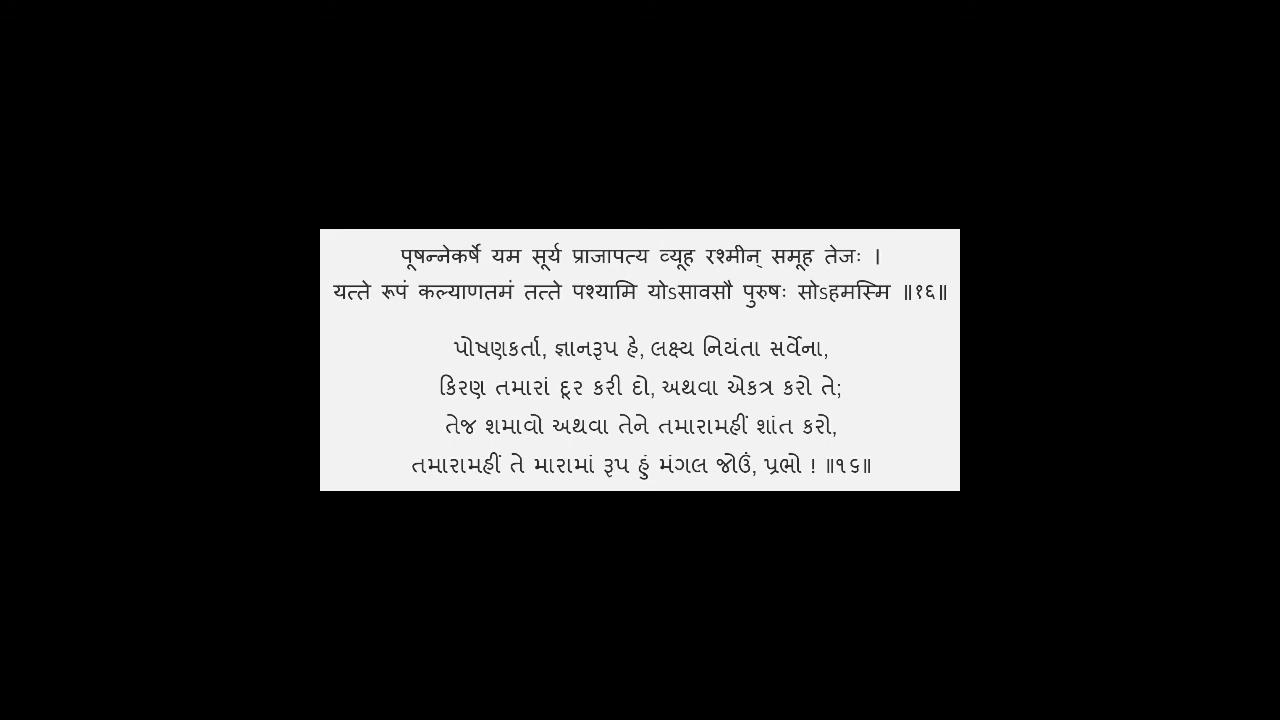 पूषन्नेकर्षे यम सूर्य प्राजापत्य व्यूह रश्मीन् समूह तेजः ।
यत्ते रूपं कल्याणतमं तत्ते पश्यामि योऽसावसौ पुरुषः सोऽहमस्मि ॥१६॥
પોષણકર્તા, જ્ઞાનરૂપ હે, લક્ષ્ય નિયંતા સર્વેના,
કિરણ તમારાં દૂર કરી દો, અથવા એકત્ર કરો તે;
તેજ શમાવો અથવા તેને તમારામહીં શાંત કરો,
તમારામહીં તે મારામાં રૂપ હું મંગલ જોઉં, પ્રભો ! ॥૧૬॥